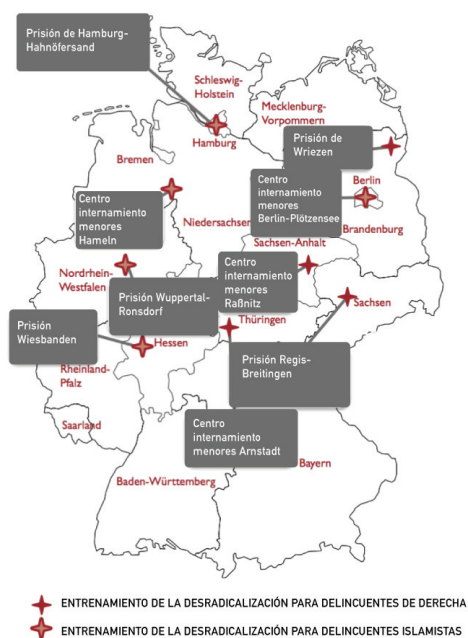 Prisión de Hamburg-
Hahnöfersand
Schleswig-
Holstein
Mecklenburg-
Vorpommern
Hamburg
Prisión de
Wriezen
Bremen
Centro
internamiento
menores
Berlin-Plötzensee
Berlin
Centro
internamiento
menores
Hameln
Niedersachsen
Brandenburg
Sachsen-Anhalt
Centro
internamiento
menores
Raßnitz
Nordrhein-
Westfalen
Prisión Wuppertal-
Ronsdorf
Sachsen
Prisión
Wiesbanden
Thüringen
Hessen
Prisión Regis-
Breitingen
Rheinland-
Pfalz
Saarland
Centro
internamiento
menores Arnstadt
Bayern
Baden-Württemberg
ENTRENAMIENTO DE LA DESRADICALIZACIÓN PARA DELINCUENTES DE DERECHA
ENTRENAMIENTO DE LA DESRADICALIZACIÓN PARA DELINCUENTES ISLAMISTAS